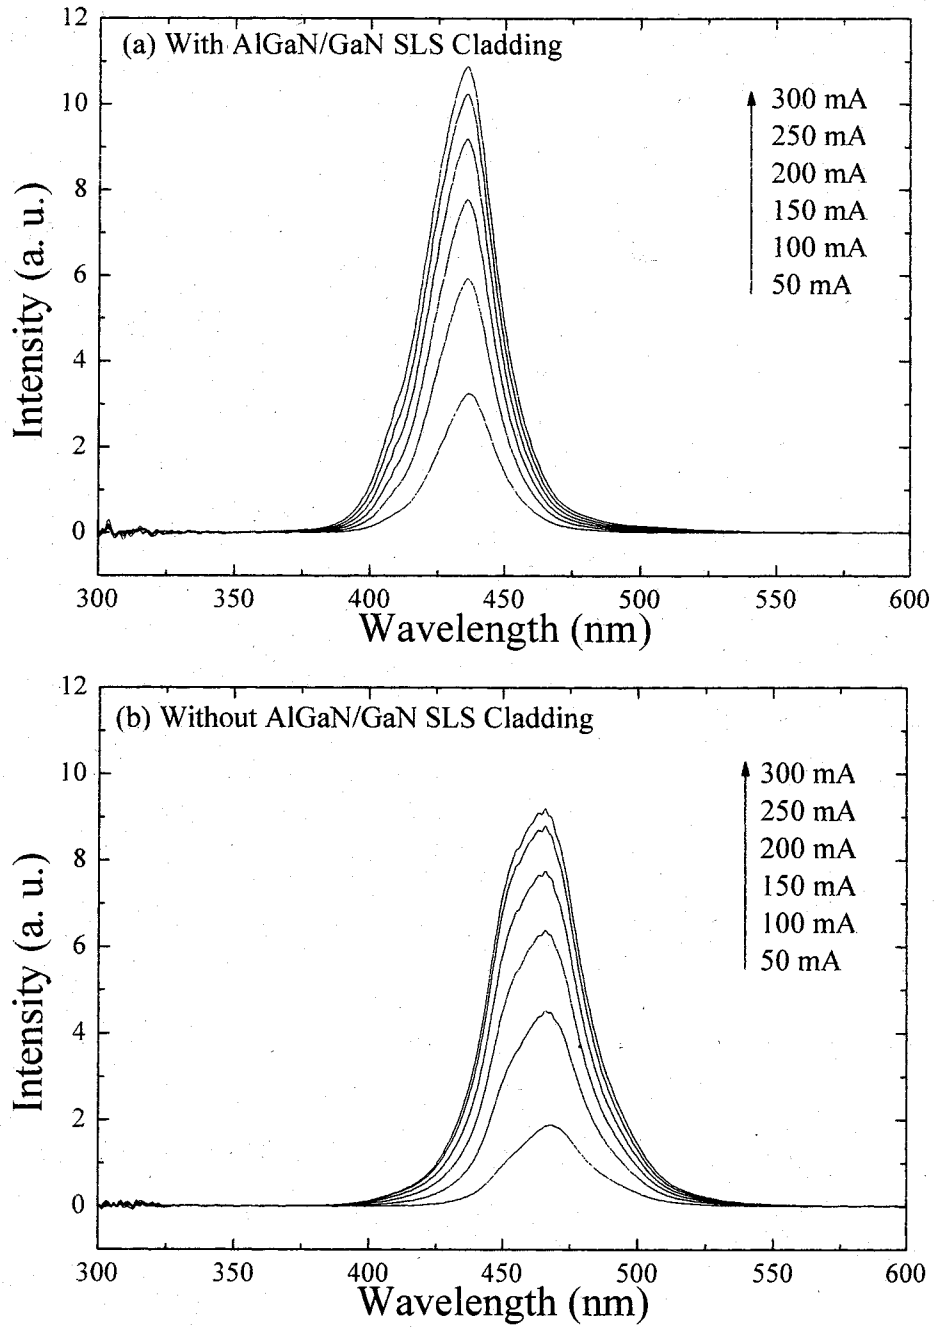 12
(a) With AlGaN/GaN SLS Cladding
10
300 mA
250 mA
8
200 mA
150 mA
6
100 mA
50 mA
4
2
0
Intensity (a. u.)
300 350 400 450 500 550 600
Wavelength (nm)
12
(b) Without AlGaN/GaN SLS Cladding
10
300 mA
250 mA
8
200 mA
150 mA
6
100 mA
50 mA
4
2
0
Intensity (a. u.)
300 350 400 450 500 550 600
Wavelength (nm)